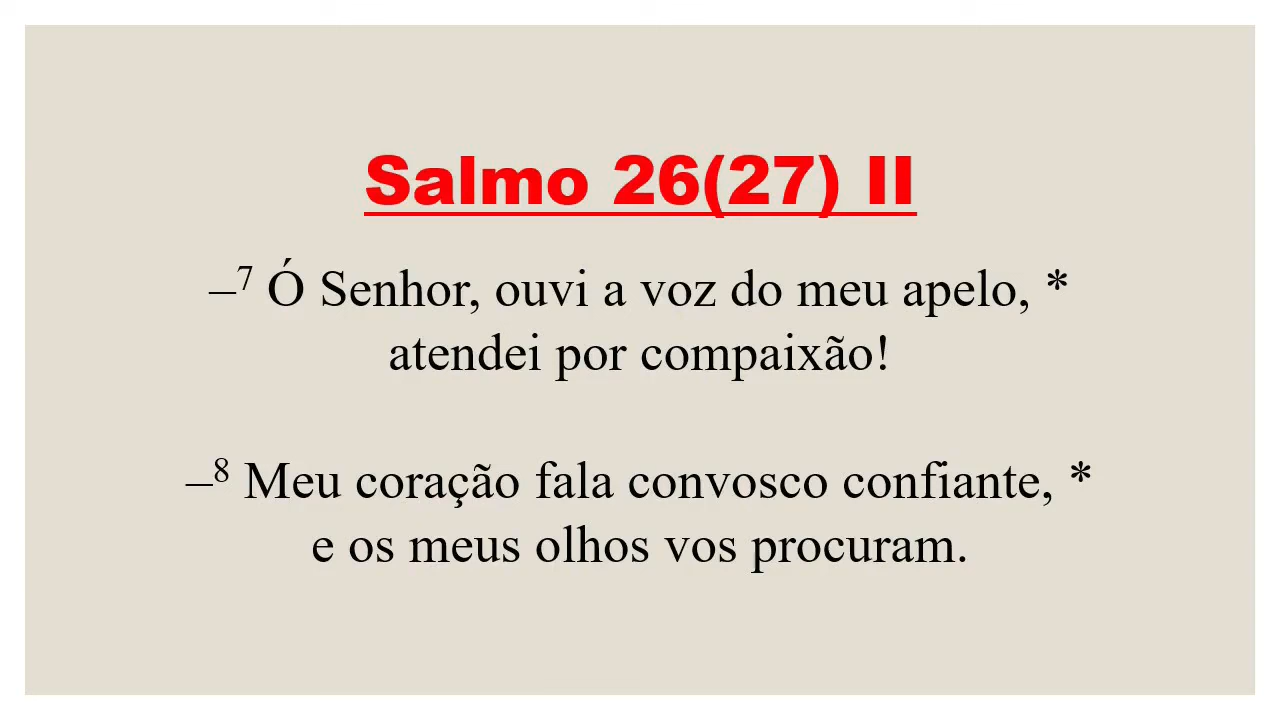 Salmo 26(27) II
–⁷ Ó Senhor, ouvi a voz do meu apelo, *
atendei por compaixão!
–⁸ Meu coração fala convosco confiante, *
e os meus olhos vos procuram.